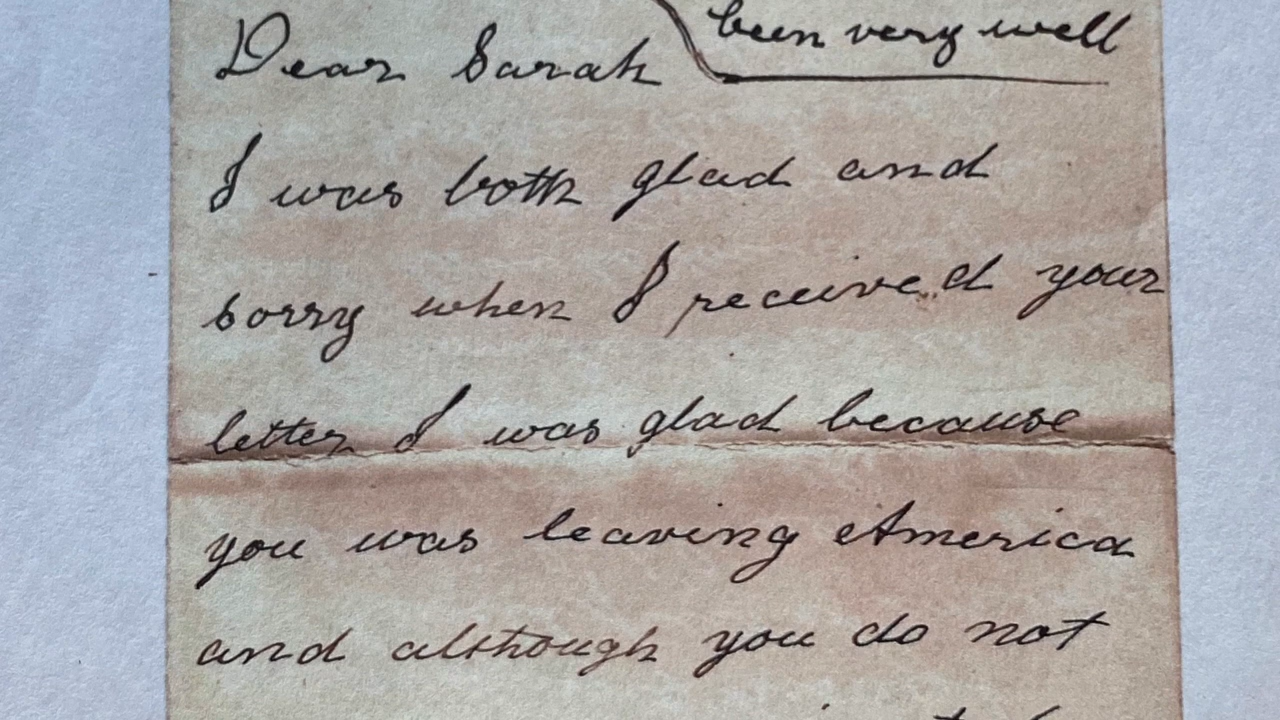 been very well
Dear Sarah
I was both glad and
sorry when I received your
letter I was glad because
you was leaving America
and although you do not